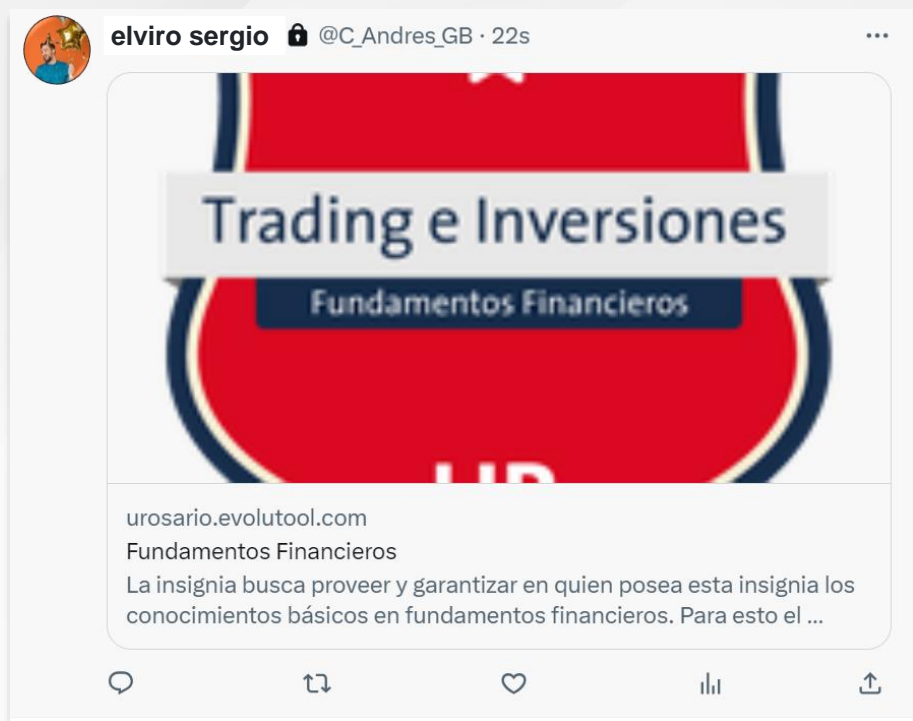 elviro sergio @C_Andres_GB · 22s
Trading e Inversiones
Fundamentos Financieros
urosario.evolutool.com
Fundamentos Financieros
La insignia busca proveer y garantizar en quien posea esta insignia los
conocimientos básicos en fundamentos financieros. Para esto el ...